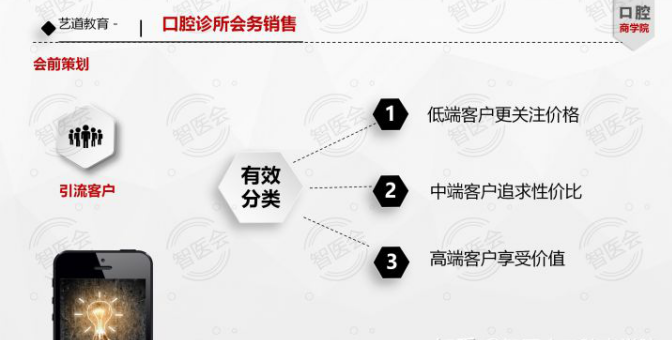 艺道教育 -
口腔诊所会务销售
口腔
商学院
会前策划
引流客户
有效
分类
1
低端客户更关注价格
2
中端客户追求性价比
3
高端客户享受价值
智医会